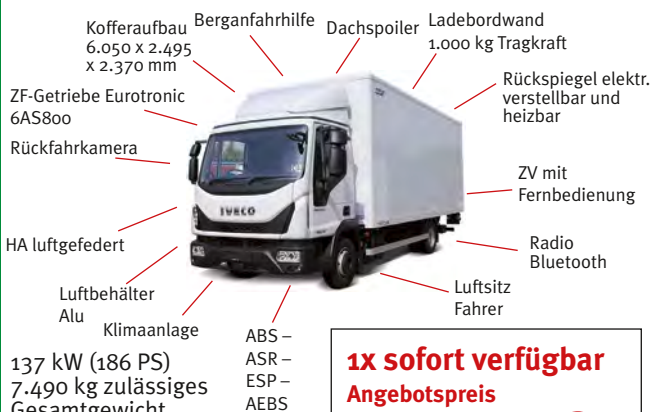 Kofferaufbau
6.050 x 2.495
x 2.370 mm
Berganfahrhilfe
Dachspoiler
Ladebordwand
1.000 kg Tragkraft
Rückspiegel elektr.
verstellbar und
heizbar
ZF-Getriebe Eurotronic
6AS800
Rückfahrkamera
ZV mit
Fernbedienung
IVECO
HA luftgefedert
Radio
Bluetooth
Luftsitz
Fahrer
Luftbehälter
Alu
Klimaanlage
ABS –
ASR –
ESP –
AEBS
137 kW (186 PS)
7.490 kg zulässiges
Gesamtgewicht
1x sofort verfügbar
Angebotspreis